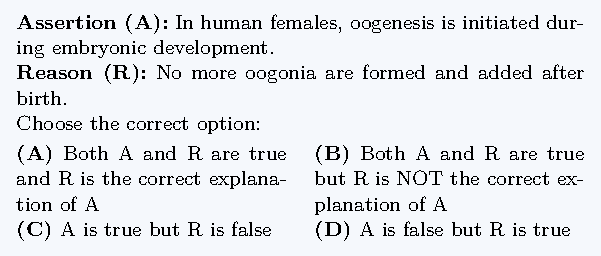 Assertion (A): In human females, oogenesis is initiated dur-
ing embryonic development.
Reason (R): No more oogonia are formed and added after
birth.
Choose the correct option:
(A) Both A and R are true
and R is the correct explana-
tion of A
(B) Both A and R are true
but R is NOT the correct ex-
planation of A
(C) A is true but R is false
(D) A is false but R is true